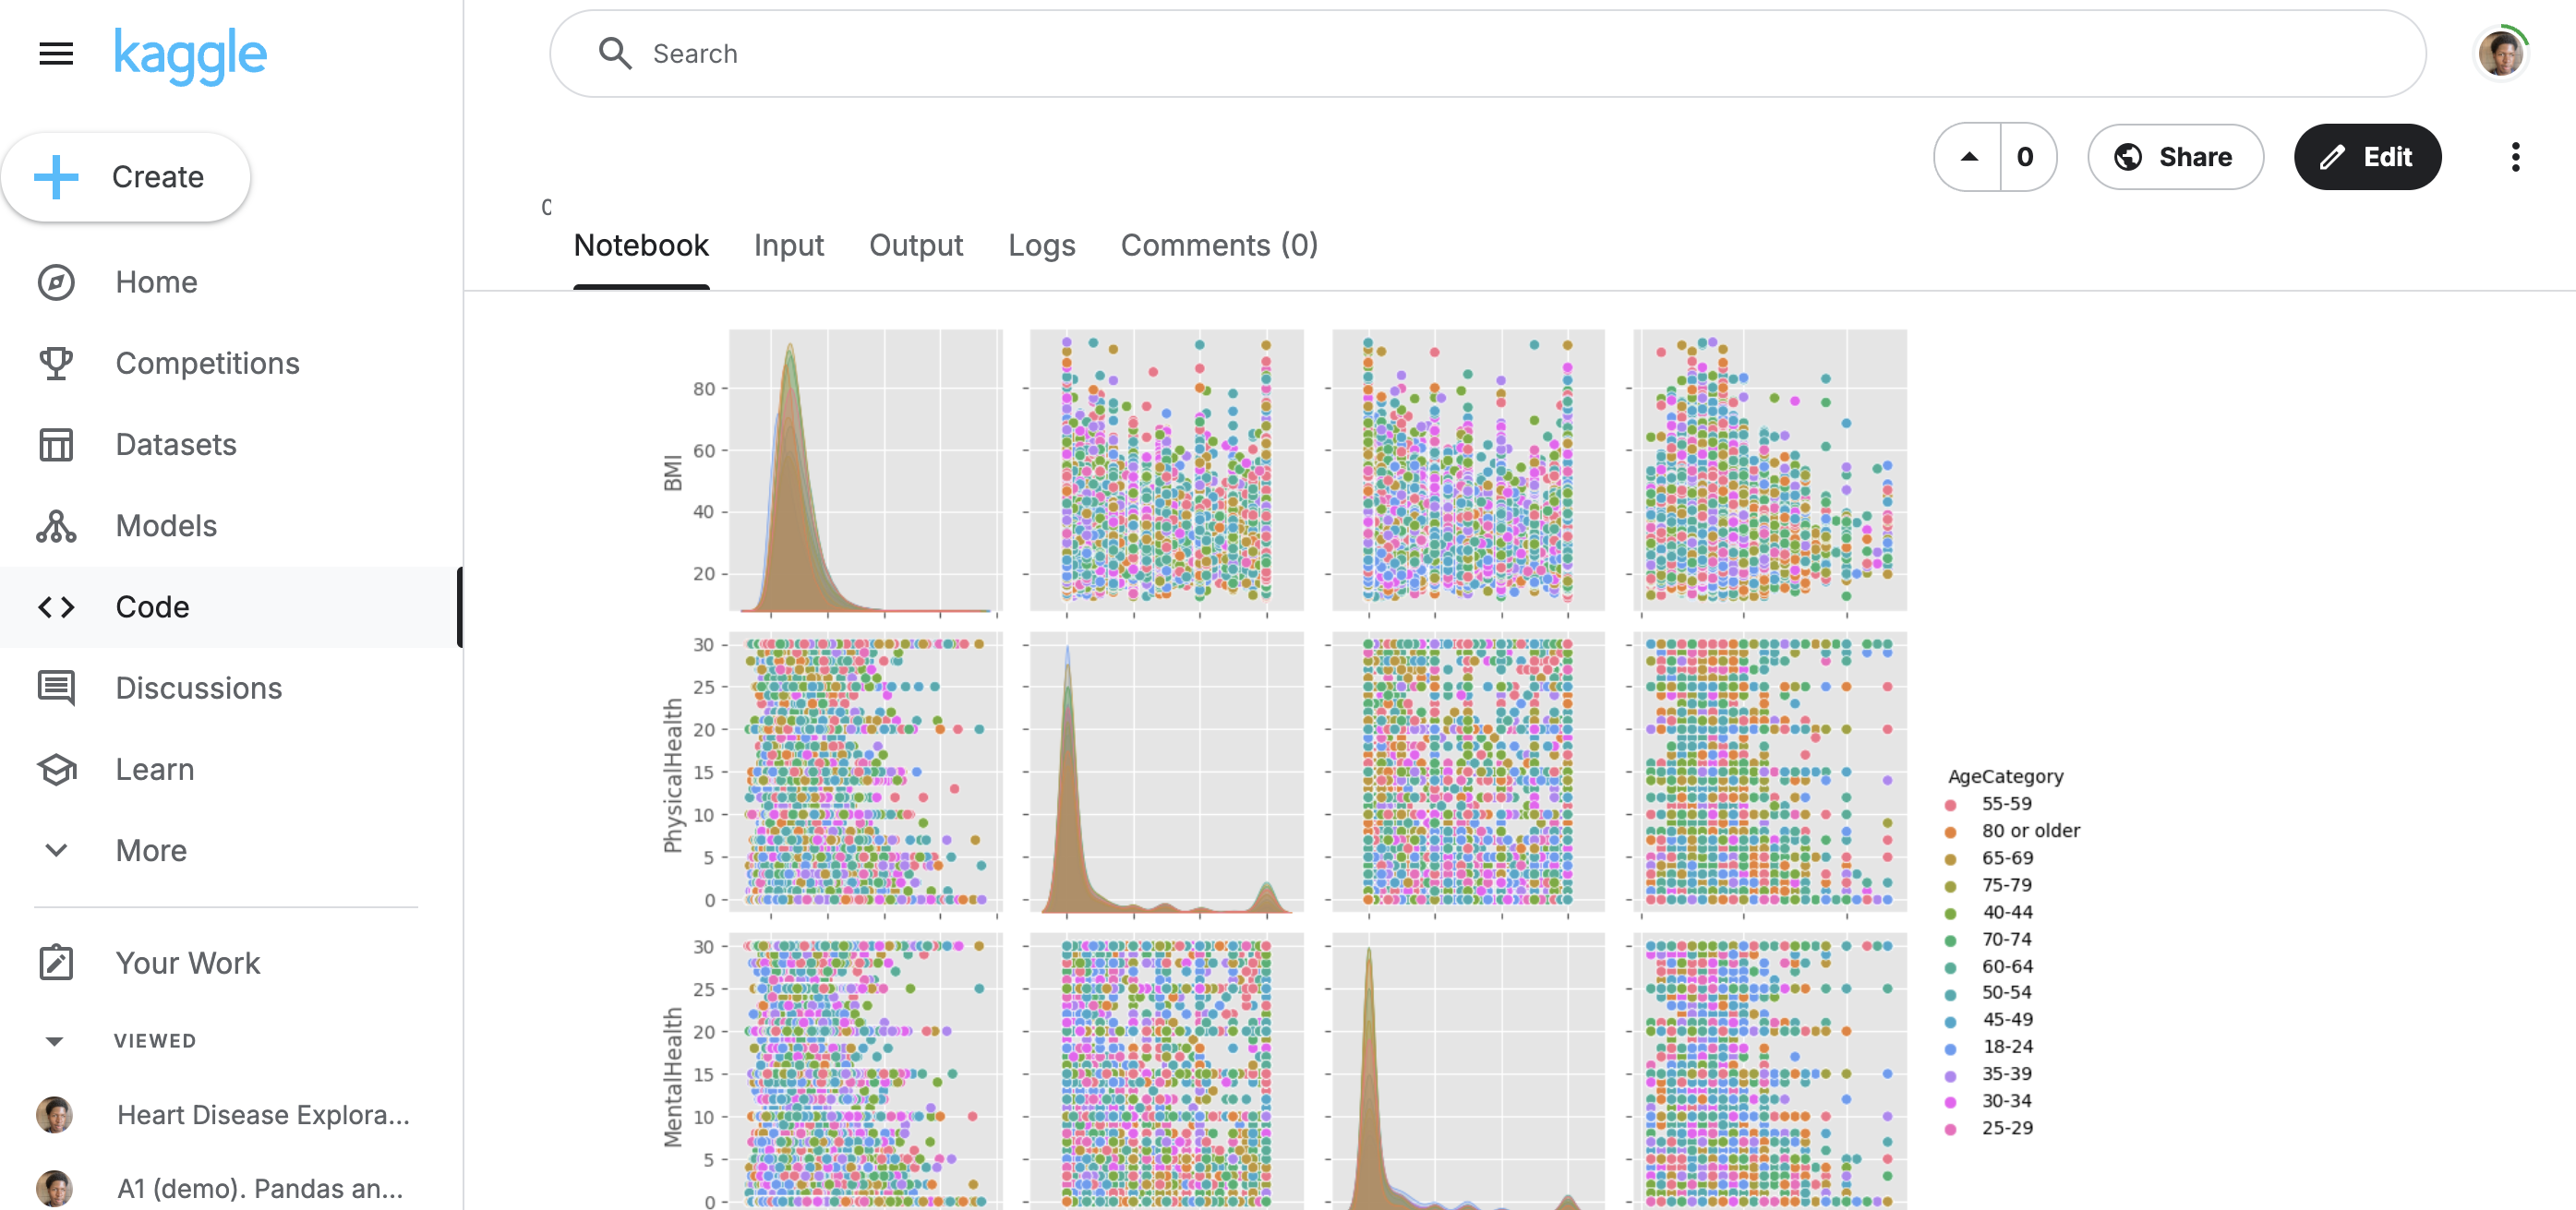 kaggle
Search
Create
0
Share
Edit
Notebook
Input
Output
Logs
Comments (0)
Home
Competitions
Datasets
Models
Code
Discussions
Learn
More
Your Work
VIEWED
Heart Disease Explora...
A1 (demo). Pandas an...
BMI
80
60
40
20
PhysicalHealth
30
25
20
15
10
5
0
MentalHealth
30
25
20
15
10
5
0
AgeCategory
55-59
80 or older
65-69
75-79
40-44
70-74
60-64
50-54
45-49
18-24
35-39
30-34
25-29